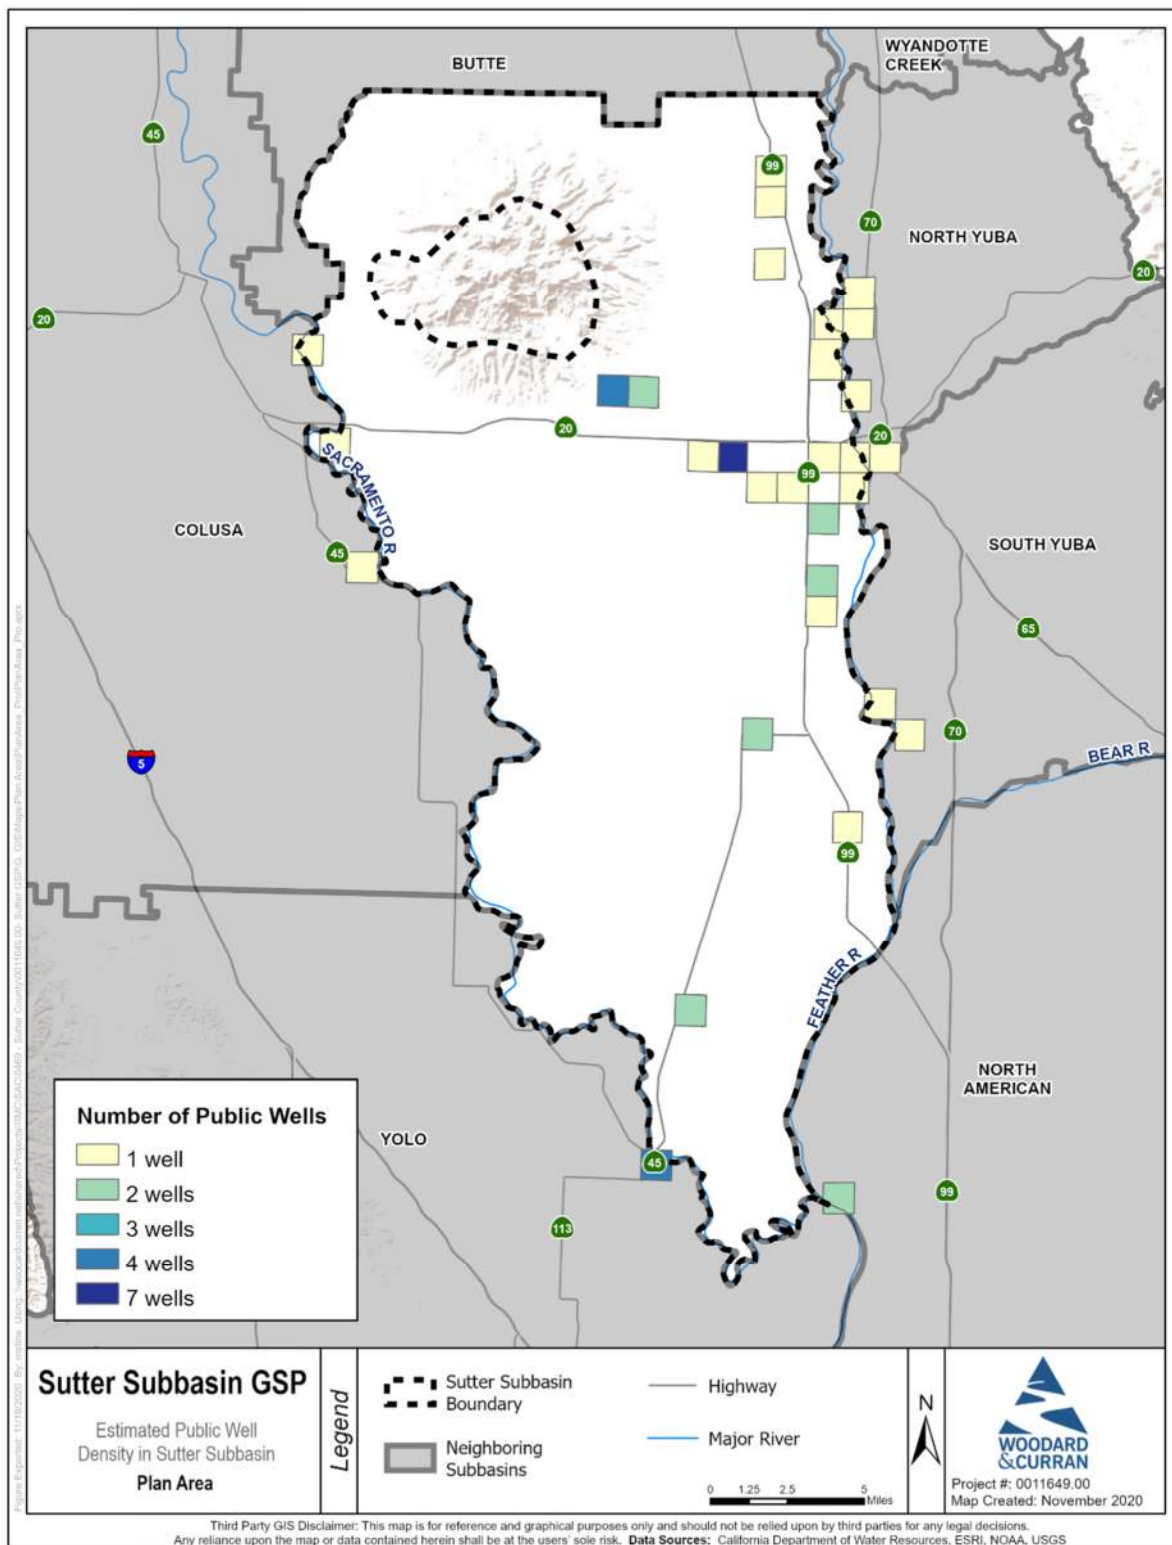 BUTTE
WYANDOTTE
CREEK
45
99
70
NORTH YUBA
20
20
20
20
99
SACRAMENTO R
COLUSA
45
SOUTH YUBA
65
5
70
BEAR R
99
FEATHER R
NORTH
AMERICAN
YOLO
45
113
99
Number of Public Wells
1 well
2 wells
3 wells
4 wells
7 wells
Sutter Subbasin GSP
Estimated Public Well
Density in Sutter Subbasin
Plan Area
Legend
Sutter Subbasin
Boundary
Neighboring
Subbasins
Highway
Major River
0 1.25 2.5 5
Miles
N
WOODARD
&CURRAN
Project #: 0011649.00
Map Created: November 2020
Third Party GIS Disclaimer: This map is for reference and graphical purposes only and should not be relied upon by third parties for any legal decisions.
Any reliance upon the map or data contained herein shall be at the users' sole risk. Data Sources: California Department of Water Resources, ESRI, NOAA, USGS
Figure Exported: 11/18/2020